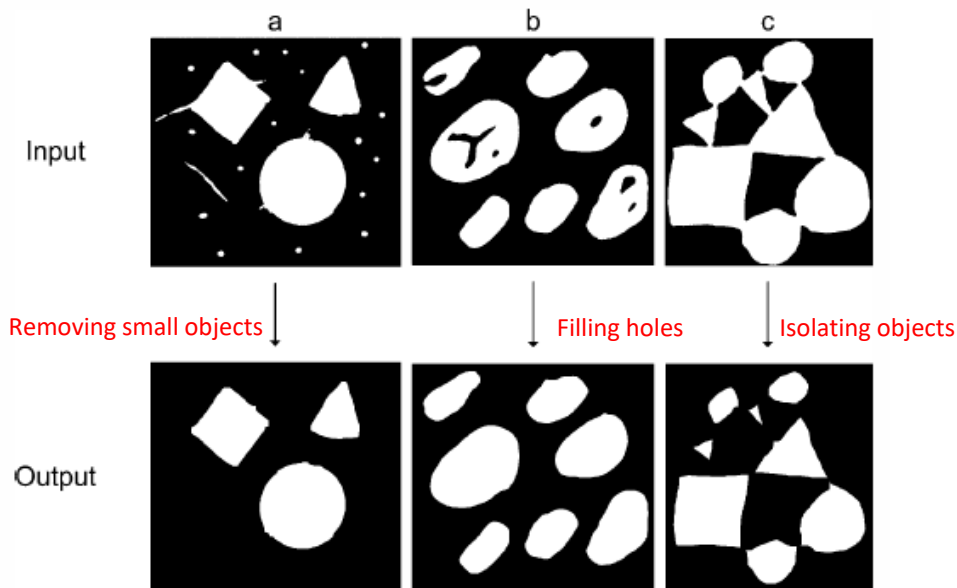 a b c
Input
Removing small objects Filling holes Isolating objects
Output